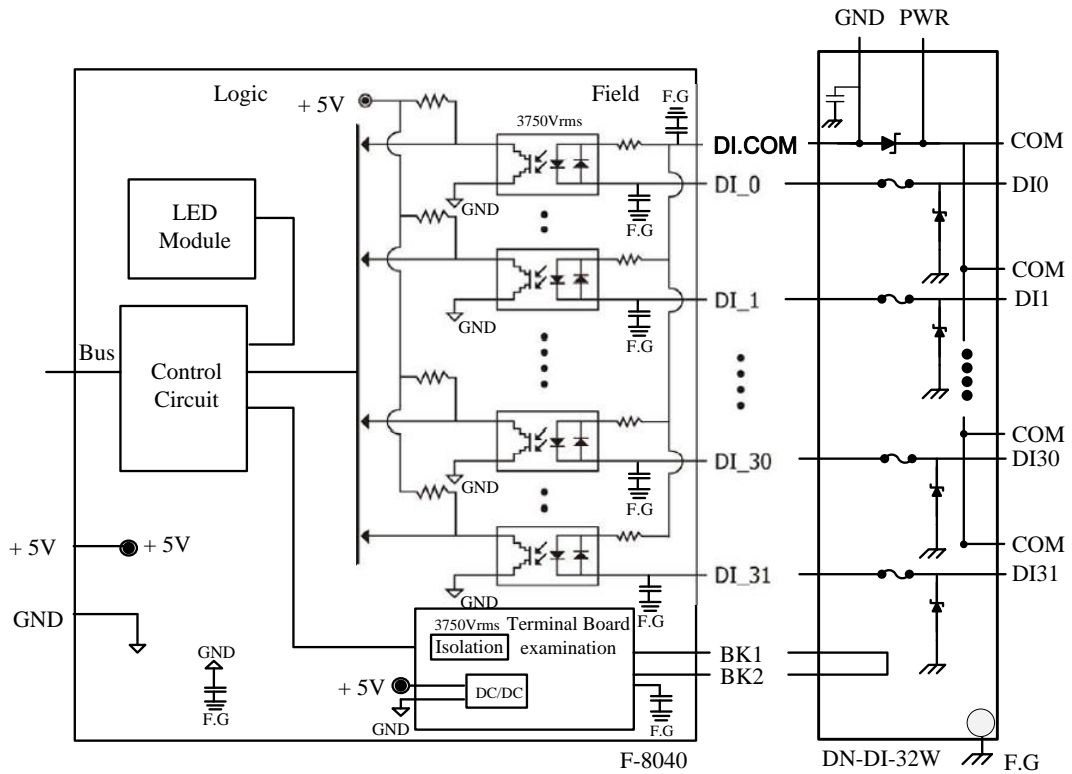 GND PWR
Logic
Field
+ 5V
F.G
3750Vrms
DI.COM
COM
DI_0
DI0
GND
F.G
LED
Module
COM
DI_1
DI1
GND
F.G
Bus
Control
Circuit
COM
DI_30
DI30
GND
F.G
COM
+ 5V
+ 5V
DI_31
DI31
GND
F.G
GND
3750Vrms
Terminal Board
examination
Isolation
BK1
BK2
GND
F.G
+ 5V
DC/DC
GND
F.G
F-8040
DN-DI-32W
F.G